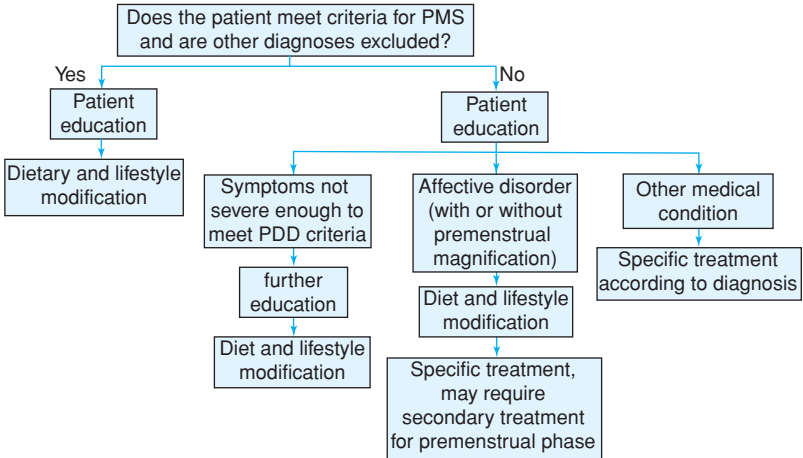 Does the patient meet criteria for PMS
and are other diagnoses excluded?
Yes
No
Patient
education
Patient
education
Dietary and lifestyle
modification
Symptoms not
severe enough to
meet PDD criteria
Affective disorder
(with or without
premenstrual
magnification)
Other medical
condition
further
education
Diet and lifestyle
modification
Specific treatment
according to diagnosis
Diet and lifestyle
modification
Specific treatment,
may require
secondary treatment
for premenstrual phase